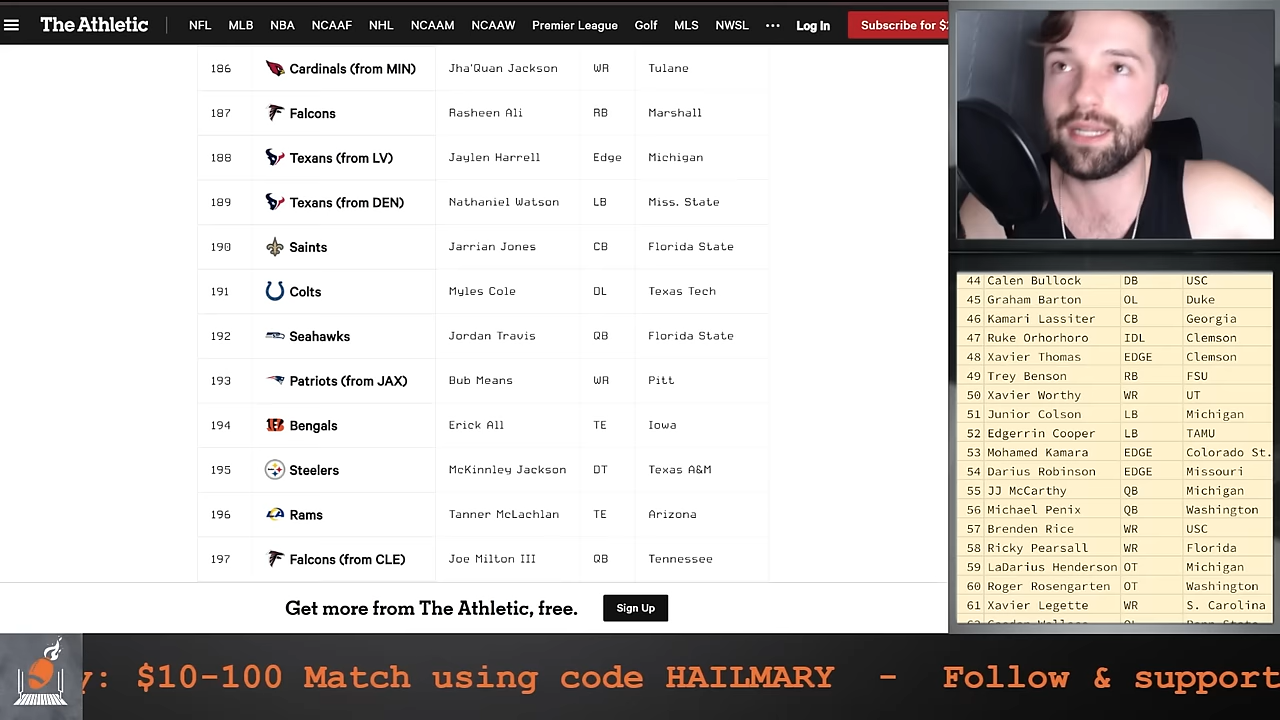 The Athletic NFL MLB NBA NCAAF NHL NCAAM NCAAW Premier League Golf MLS NWSL ••• Log In Subscribe for $
186 Cardinals (from MIN) Jha'Quan Jackson WR Tulane
187 Falcons Rasheen Ali RB Marshall
188 Texans (from LV) Jaylen Harrell Edge Michigan
189 Texans (from DEN) Nathaniel Watson LB Miss. State
190 Saints Jarrian Jones CB Florida State
191 Colts Myles Cole DL Texas Tech
192 Seahawks Jordan Travis QB Florida State
193 Patriots (from JAX) Bub Means WR Pitt
194 Bengals Erick All TE Iowa
195 Steelers McKinnley Jackson DT Texas A&M
196 Rams Tanner McLachlan TE Arizona
197 Falcons (from CLE) Joe Milton III QB Tennessee
Get more from The Athletic, free. Sign Up
44 Calen Bullock DB USC
45 Graham Barton OL Duke
46 Kamari Lassiter CB Georgia
47 Ruke Orhorhoro IDL Clemson
48 Xavier Thomas EDGE Clemson
49 Trey Benson RB FSU
50 Xavier Worthy WR UT
51 Junior Colson LB Michigan
52 Edgerrin Cooper LB TAMU
53 Mohamed Kamara EDGE Colorado St.
54 Darius Robinson EDGE Missouri
55 JJ McCarthy QB Michigan
56 Michael Penix QB Washington
57 Brenden Rice WR USC
58 Ricky Pearsall WR Florida
59 LaDarius Henderson OT Michigan
60 Roger Rosengarten OT Washington
61 Xavier Legette WR S. Carolina
y: $10-100 Match using code HAILMARY - Follow & support